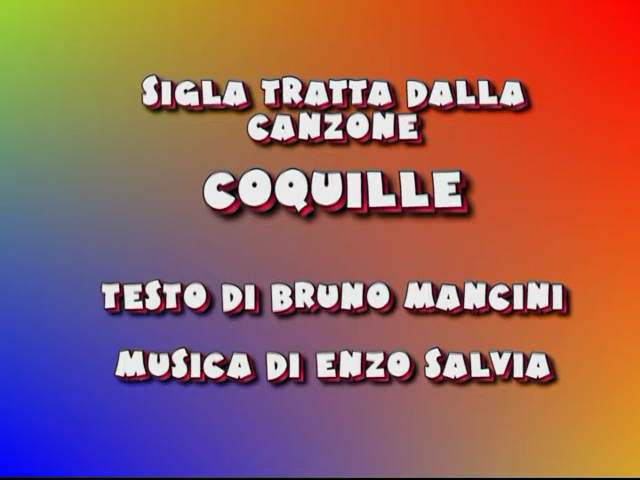 SIGLA TRATTA DALLA
CANZONE
COQUILLE
TESTO DI BRUNO MANCINI
MUSICA DI ENZO SALVIA